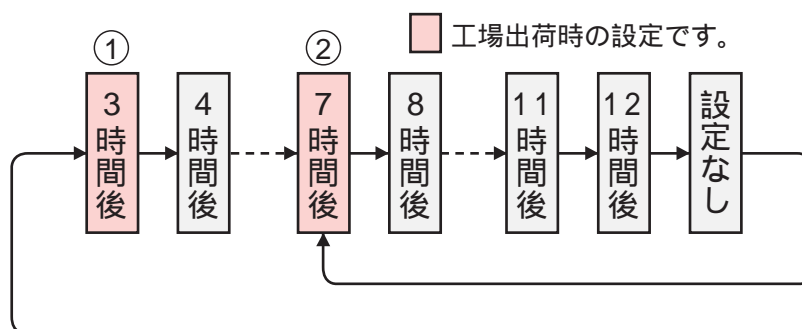 工場出荷時の設定です。
① ②
3時間後
4時間後
7時間後
8時間後
11時間後
12時間後
設定なし